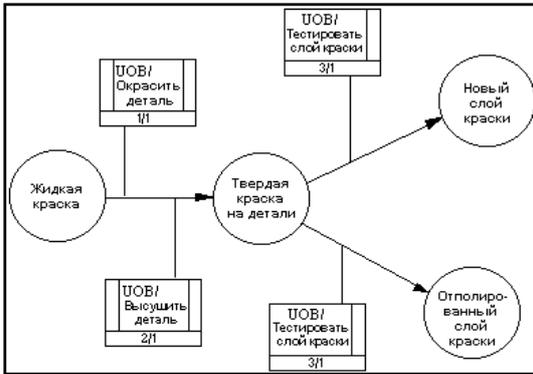 UOB/
Тестировать
слой краски
3/1
UOB/
Окрасить
деталь
1/1
Новый
слой
краски
Жидкая
краска
Твердая
краска
на детали
UOB/
Высушить
деталь
2/1
UOB/
Тестировать
слой краски
3/1
Отполиро-
ванный
слой
краски